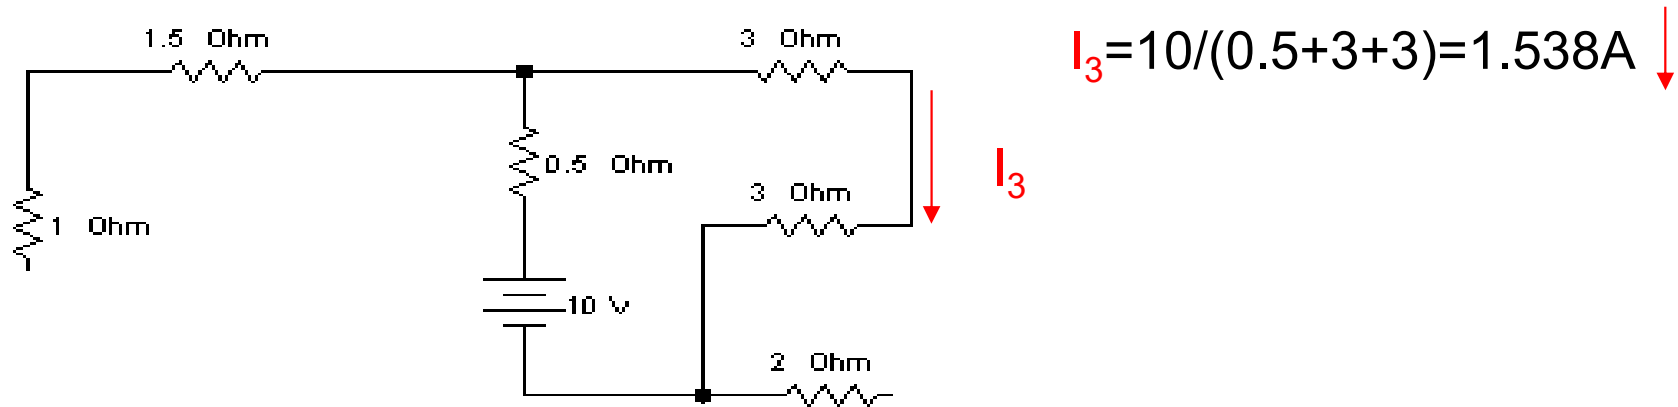 1.5 Ohm
3 Ohm
I₃=10/(0.5+3+3)=1.538A
0.5 Ohm
I₃
3 Ohm
1 Ohm
10 V
2 Ohm